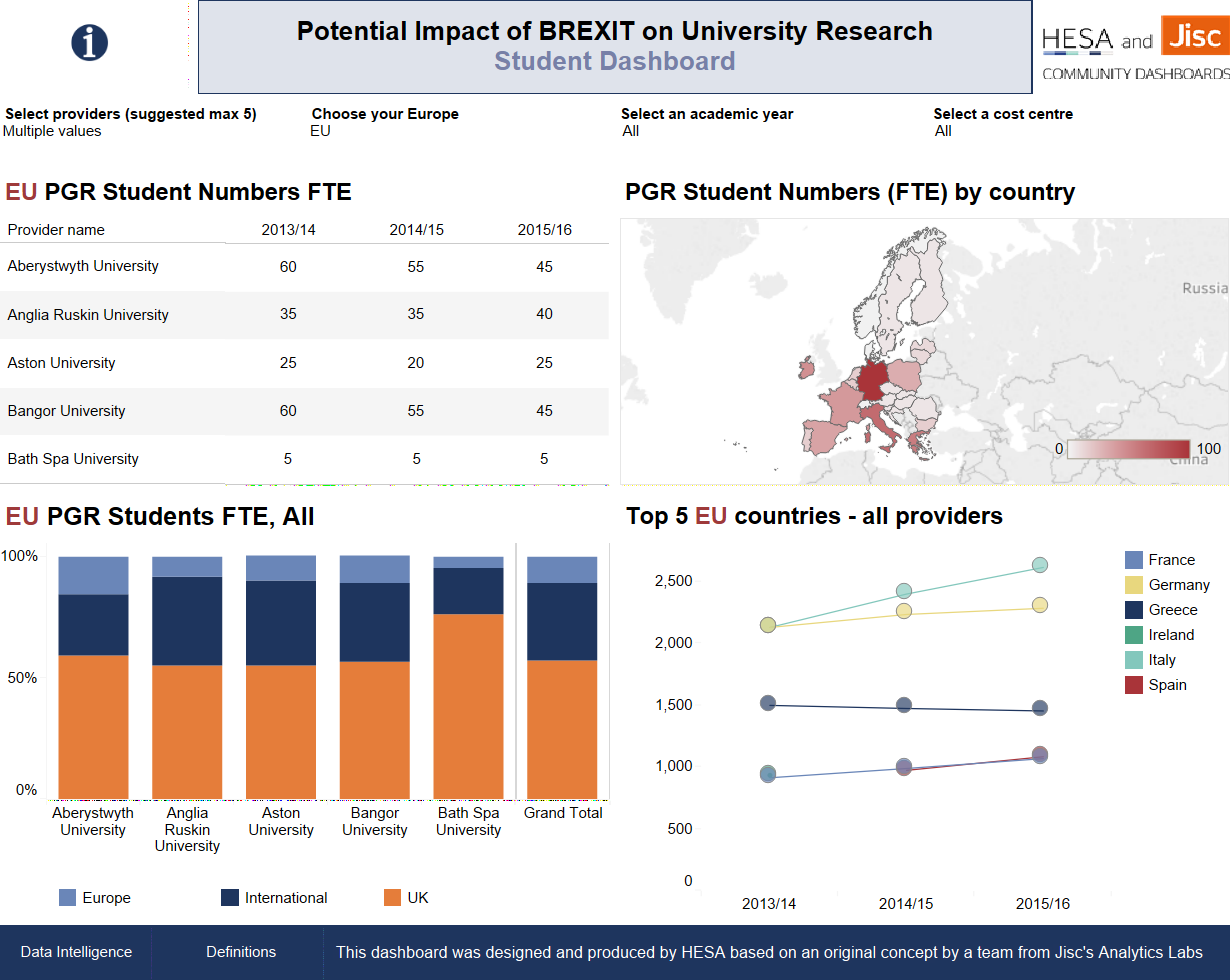 Potential Impact of BREXIT on University Research
Student Dashboard
HESA and Jisc
COMMUNITY DASHBOARDS
Select providers (suggested max 5)
Multiple values
Choose your Europe
EU
Select an academic year
All
Select a cost centre
All
EU PGR Student Numbers FTE
Provider name 2013/14 2014/15 2015/16
Aberystwyth University 60 55 45
Anglia Ruskin University 35 35 40
Aston University 25 20 25
Bangor University 60 55 45
Bath Spa University 5 5 5
PGR Student Numbers (FTE) by country
Russia
0 100
China
EU PGR Students FTE, All
100%
50%
0%
Aberystwyth University
Anglia Ruskin University
Aston University
Bangor University
Bath Spa University
Grand Total
Europe
International
UK
Top 5 EU countries - all providers
2,500
2,000
1,500
1,000
500
0
2013/14 2014/15 2015/16
France
Germany
Greece
Ireland
Italy
Spain
Data Intelligence
Definitions
This dashboard was designed and produced by HESA based on an original concept by a team from Jisc's Analytics Labs